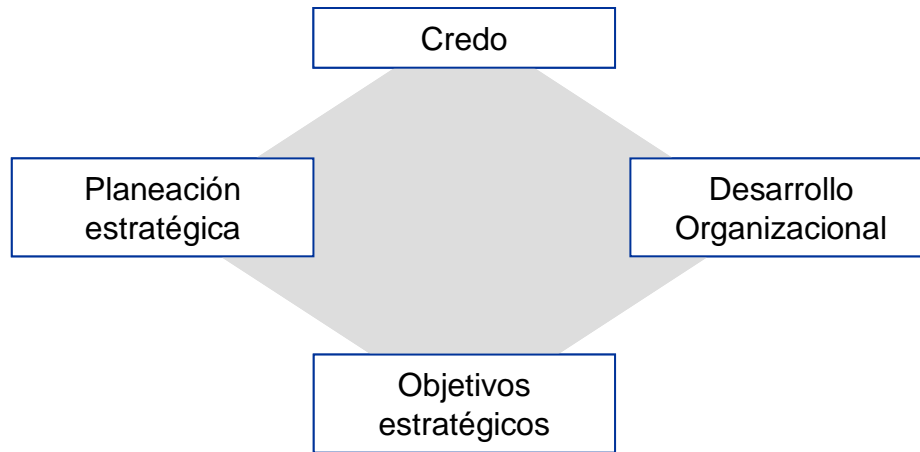 Credo
Planeación
estratégica
Desarrollo
Organizacional
Objetivos
estratégicos